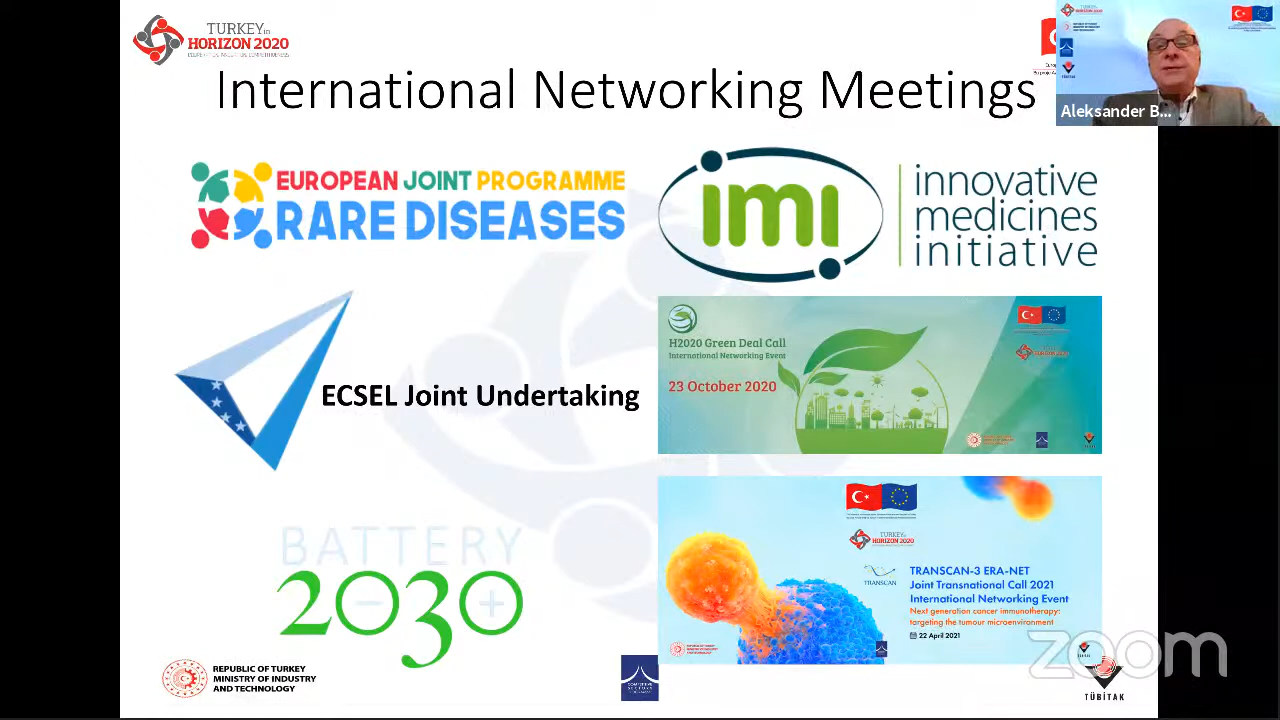 TURKEY in
HORIZON 2020
International Networking Meetings
Aleksander B...
EUROPEAN JOINT PROGRAMME
RARE DISEASES
imi
innovative
medicines
initiative
ECSEL Joint Undertaking
H2020 Green Deal Call
International Networking Event
23 October 2020
BATTERY
2030
TURKEY in
HORIZON 2020
TRANSCAN
TRANSCAN-3 ERA-NET
Joint Transnational Call 2021
International Networking Event
Next generation cancer immunotherapy:
targeting the tumour microenvironment
22 April 2021
REPUBLIC OF TURKEY
MINISTRY OF INDUSTRY
AND TECHNOLOGY
zoom
TÜBİTAK